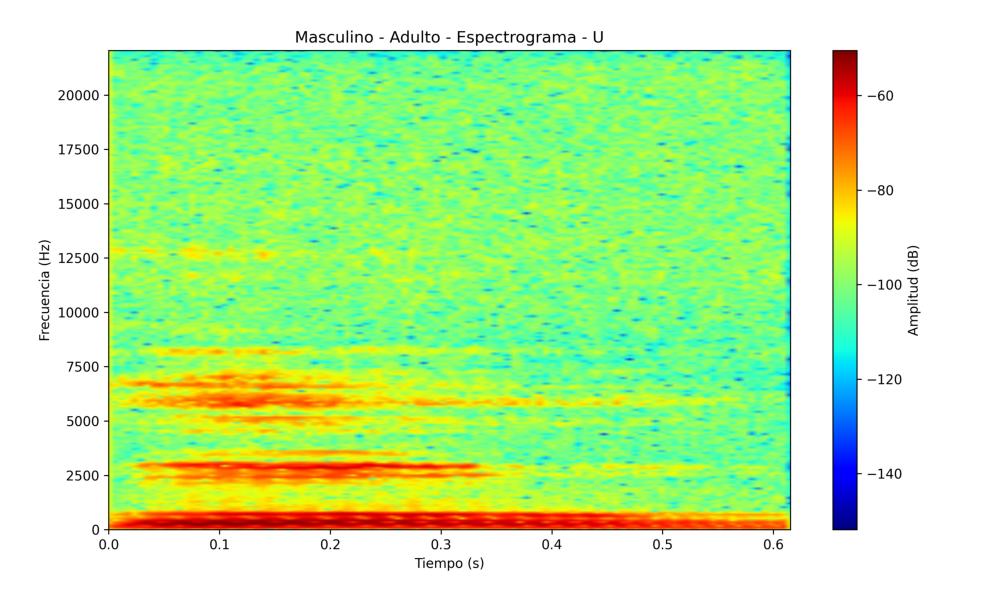 Masculino - Adulto - Espectrograma - U
Frecuencia (Hz)
20000
17500
15000
12500
10000
7500
5000
2500
0
0.0 0.1 0.2 0.3 0.4 0.5 0.6
Tiempo (s)
−60
−80
−100
−120
−140
Amplitud (dB)